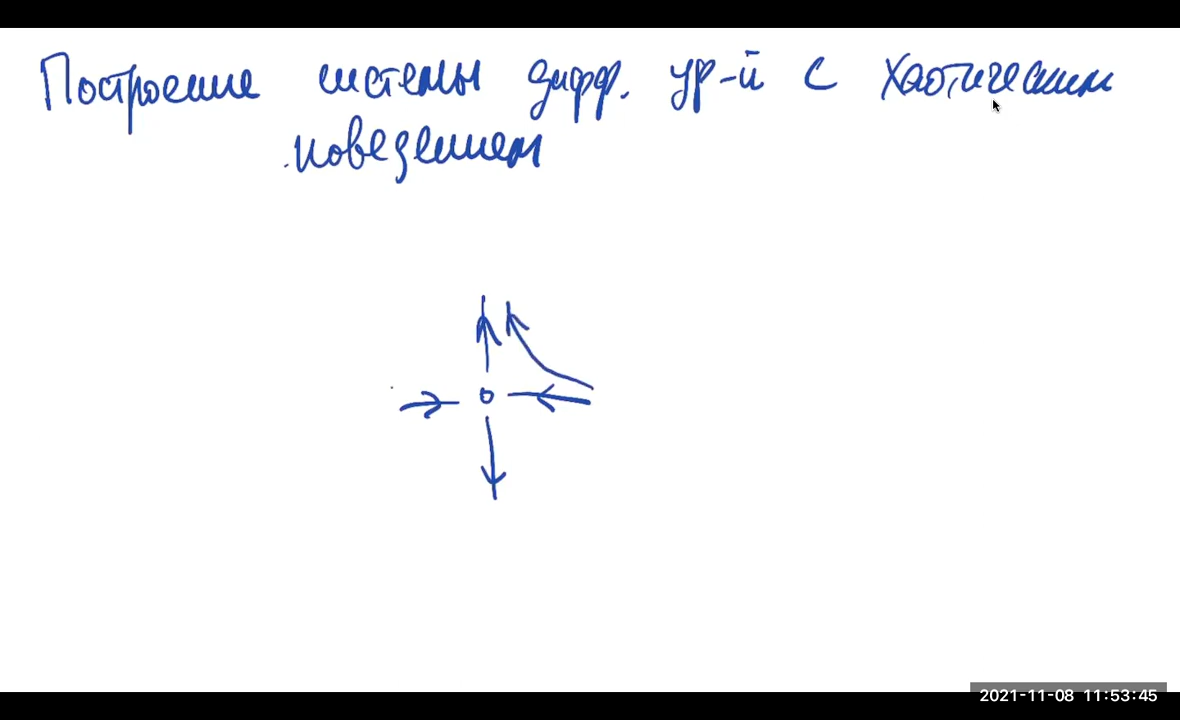 Построение системы дифф. ур-й с хаотическим
поведением
2021-11-08 11:53:45